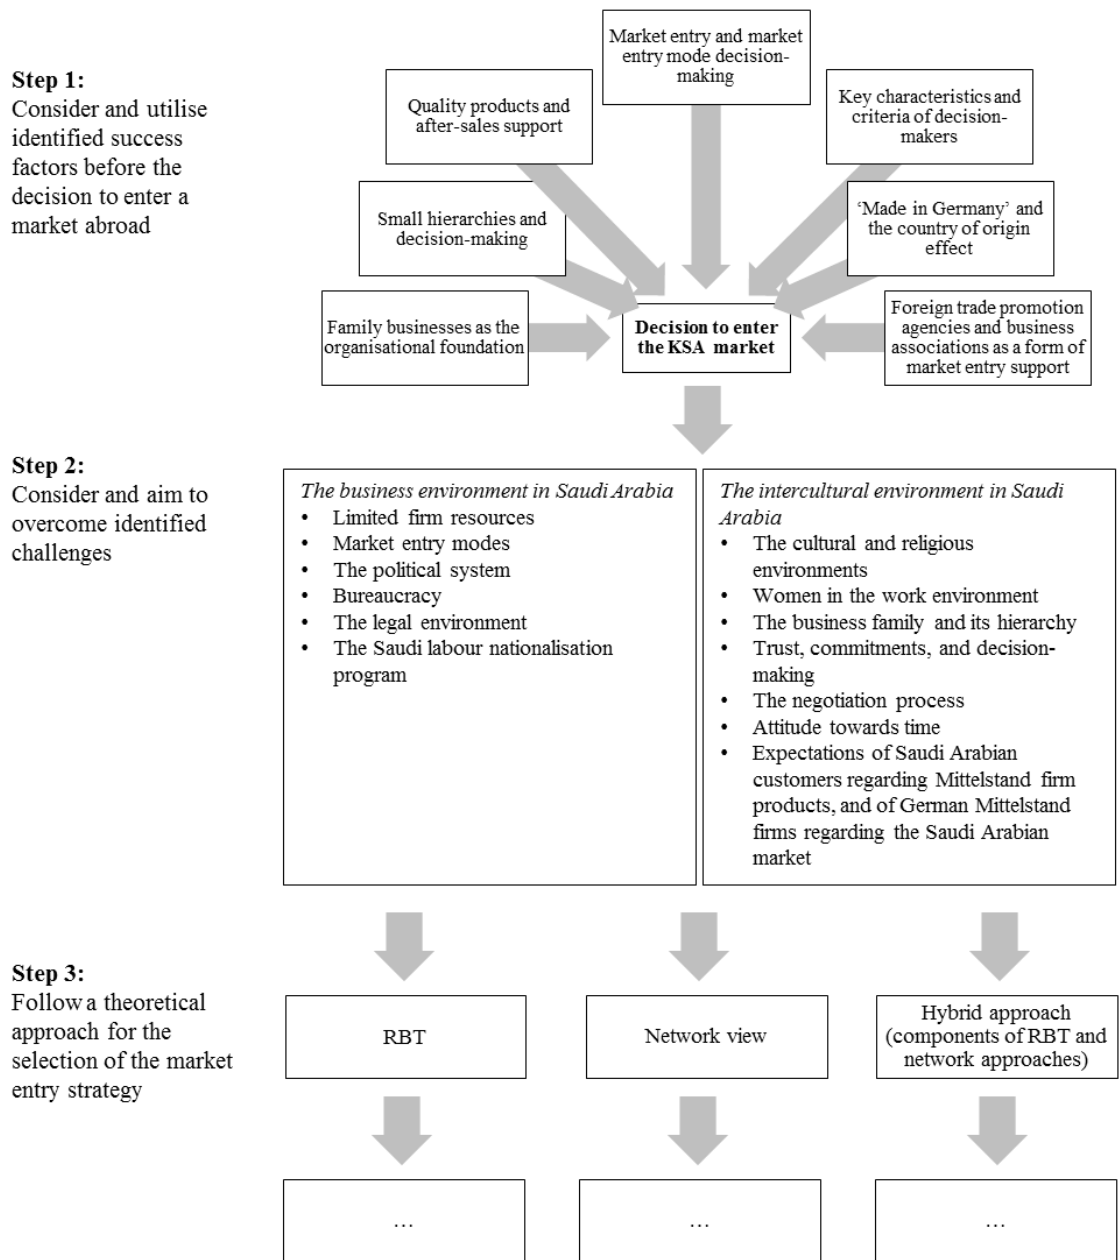 Step 1:
Consider and utilise
identified success
factors before the
decision to enter a
market abroad
Market entry and market
entry mode decision-
making
Quality products and
after-sales support
Key characteristics and
criteria of decision-
makers
Small hierarchies and
decision-making
‘Made in Germany’ and
the country of origin
effect
Family businesses as the
organisational foundation
Decision to enter
the KSA market
Foreign trade promotion
agencies and business
associations as a form of
market entry support
Step 2:
Consider and aim to
overcome identified
challenges
The business environment in Saudi Arabia
• Limited firm resources
• Market entry modes
• The political system
• Bureaucracy
• The legal environment
• The Saudi labour nationalisation
program
The intercultural environment in Saudi
Arabia
• The cultural and religious
environments
• Women in the work environment
• The business family and its hierarchy
• Trust, commitments, and decision-
making
• The negotiation process
• Attitude towards time
• Expectations of Saudi Arabian
customers regarding Mittelstand firm
products, and of German Mittelstand
firms regarding the Saudi Arabian
market
Step 3:
Follow a theoretical
approach for the
selection of the market
entry strategy
RBT
Network view
Hybrid approach
(components of RBT and
network approaches)
…
…
…